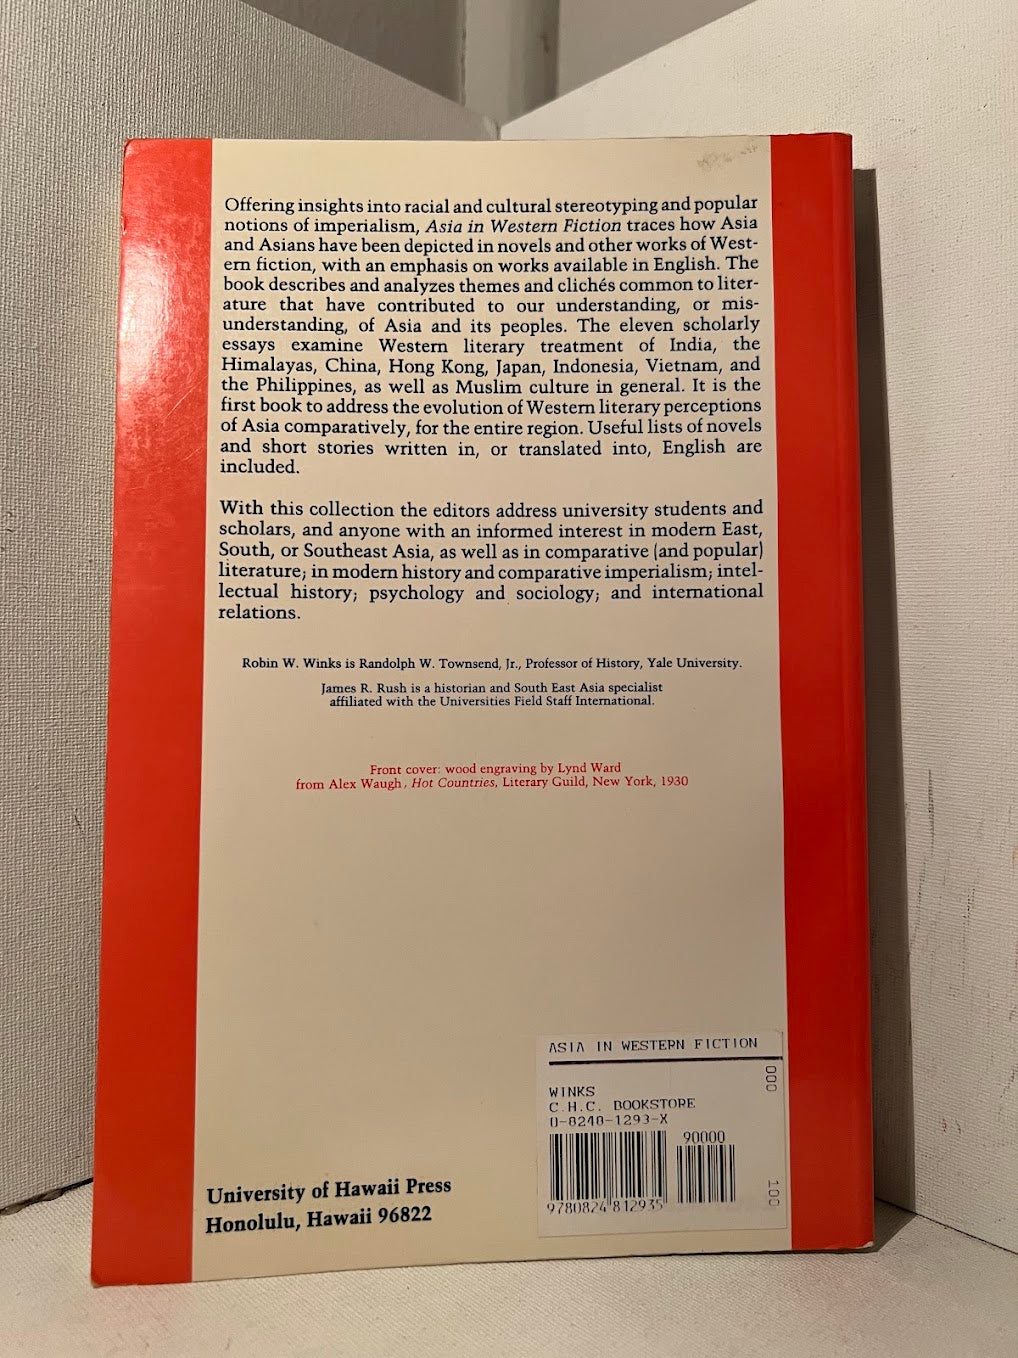 Offering insights into racial and cultural stereotyping and popular
notions of imperialism, Asia in Western Fiction traces how Asia
and Asians have been depicted in novels and other works of West-
ern fiction, with an emphasis on works available in English. The
book describes and analyzes themes and clichés common to liter-
ature that have contributed to our understanding, or mis-
understanding, of Asia and its peoples. The eleven scholarly
essays examine Western literary treatment of India, the
Himalayas, China, Hong Kong, Japan, Indonesia, Vietnam, and
the Philippines, as well as Muslim culture in general. It is the
first book to address the evolution of Western literary perceptions
of Asia comparatively, for the entire region. Useful lists of novels
and short stories written in, or translated into, English are
included.
With this collection the editors address university students and
scholars, and anyone with an informed interest in modern East,
South, or Southeast Asia, as well as in comparative (and popular)
literature; in modern history and comparative imperialism; intel-
lectual history; psychology and sociology; and international
relations.
Robin W. Winks is Randolph W. Townsend, Jr., Professor of History, Yale University.
James R. Rush is a historian and South East Asia specialist
affiliated with the Universities Field Staff International.
Front cover: wood engraving by Lynd Ward
from Alex Waugh, Hot Countries, Literary Guild, New York, 1930
University of Hawaii Press
Honolulu, Hawaii 96822
ASIA IN WESTERN FICTION
000
WINKS
C.H.C. BOOKSTORE
0-8248-1293-X
90000
9780824812935
100